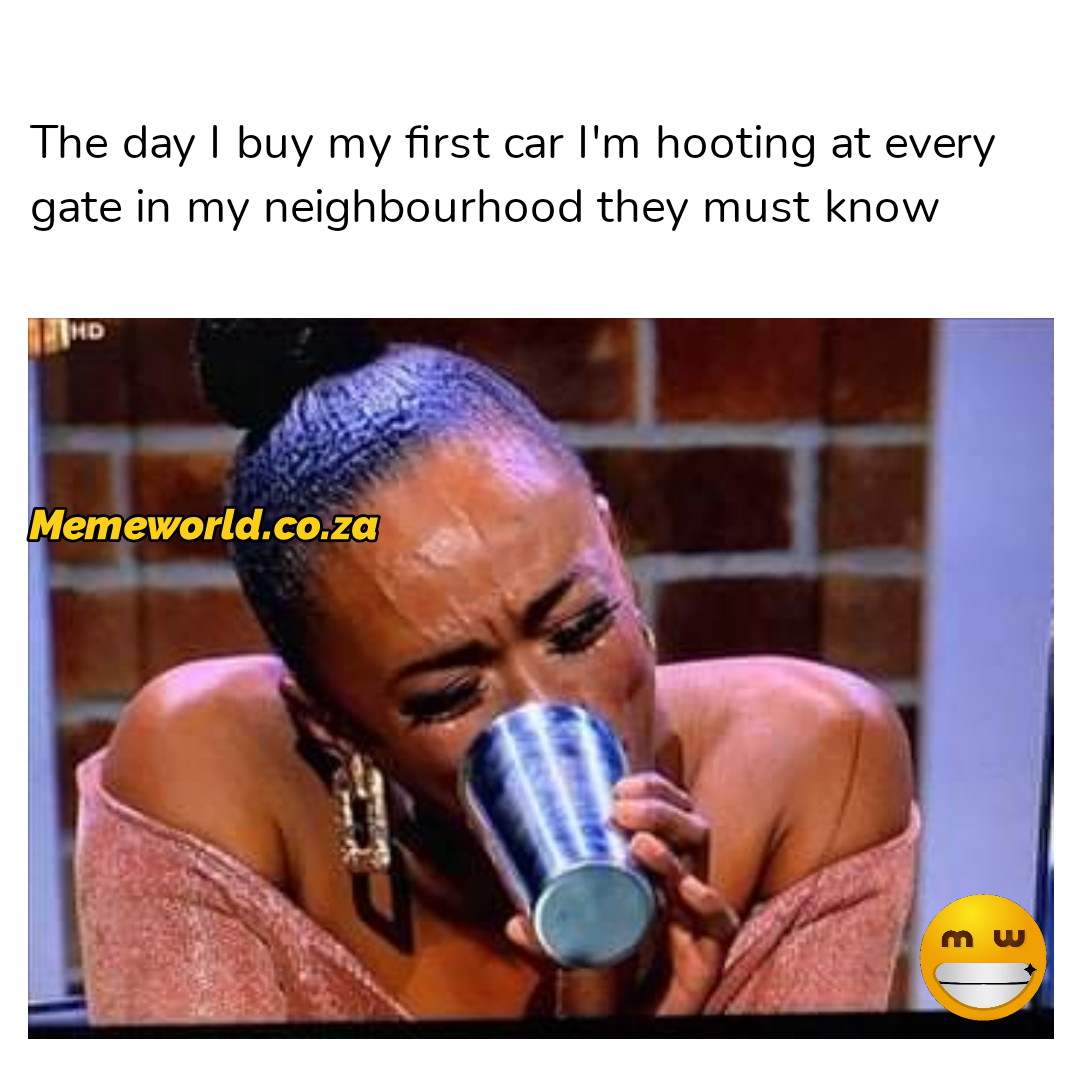 The day I buy my first car I'm hooting at every
gate in my neighbourhood they must know
HD
Memeworld.co.za
m w